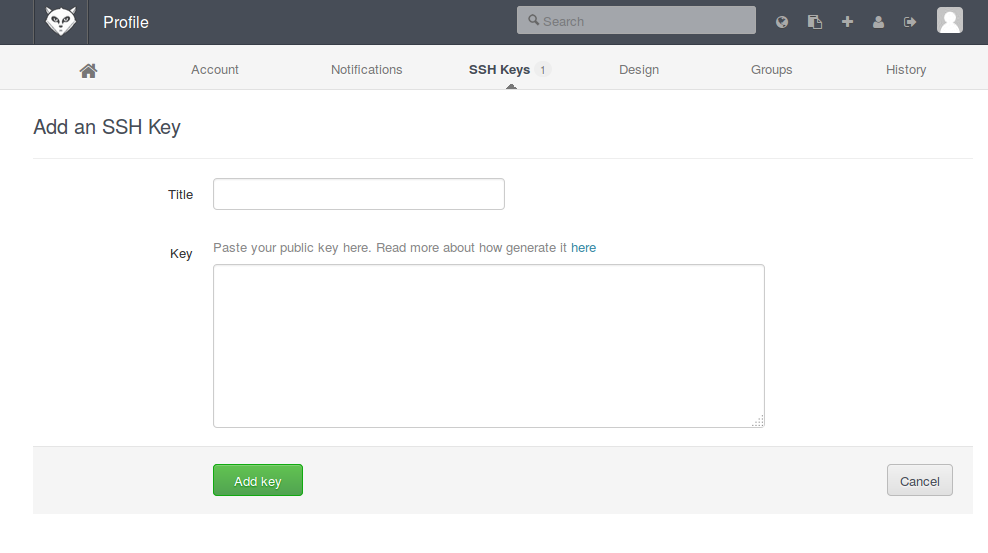 Profile
Search
Account Notifications SSH Keys 1 Design Groups History
Add an SSH Key
Title
Paste your public key here. Read more about how generate it here
Key
Add key Cancel